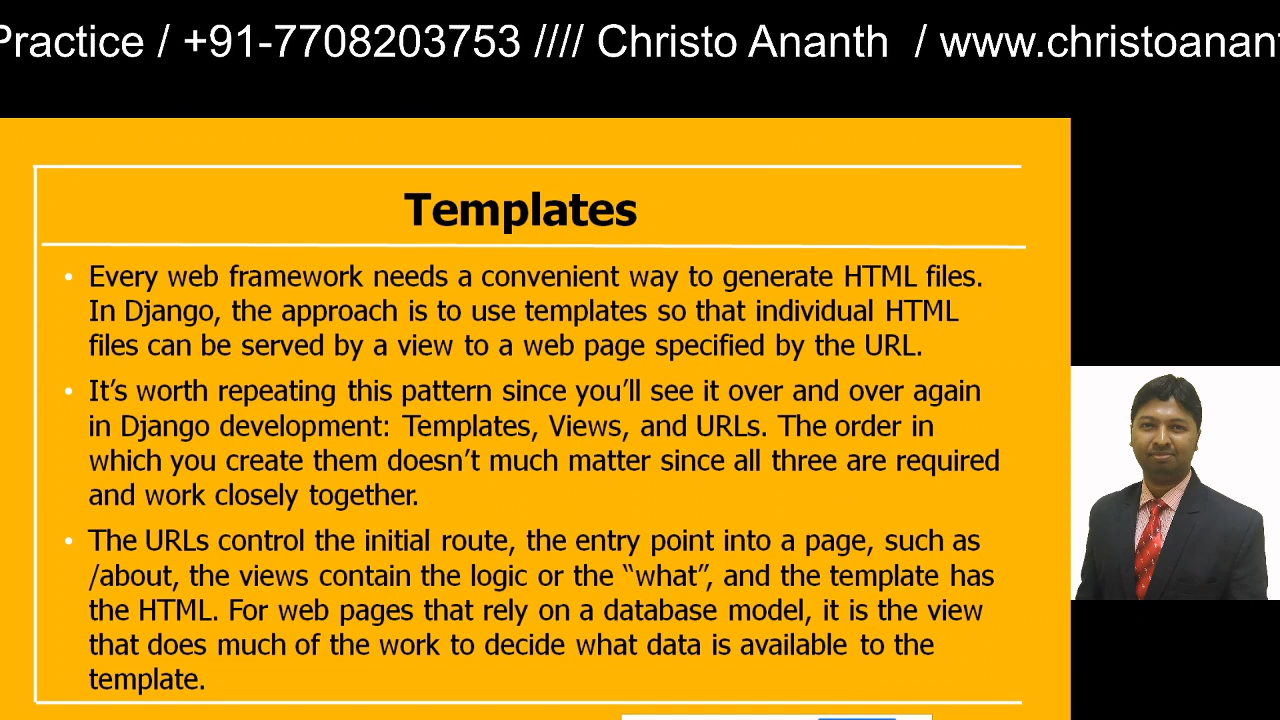 Practice / +91-7708203753 //// Christo Ananth / www.christoanant
Templates
• Every web framework needs a convenient way to generate HTML files.
In Django, the approach is to use templates so that individual HTML
files can be served by a view to a web page specified by the URL.
• It’s worth repeating this pattern since you’ll see it over and over again
in Django development: Templates, Views, and URLs. The order in
which you create them doesn’t much matter since all three are required
and work closely together.
• The URLs control the initial route, the entry point into a page, such as
/about, the views contain the logic or the “what”, and the template has
the HTML. For web pages that rely on a database model, it is the view
that does much of the work to decide what data is available to the
template.